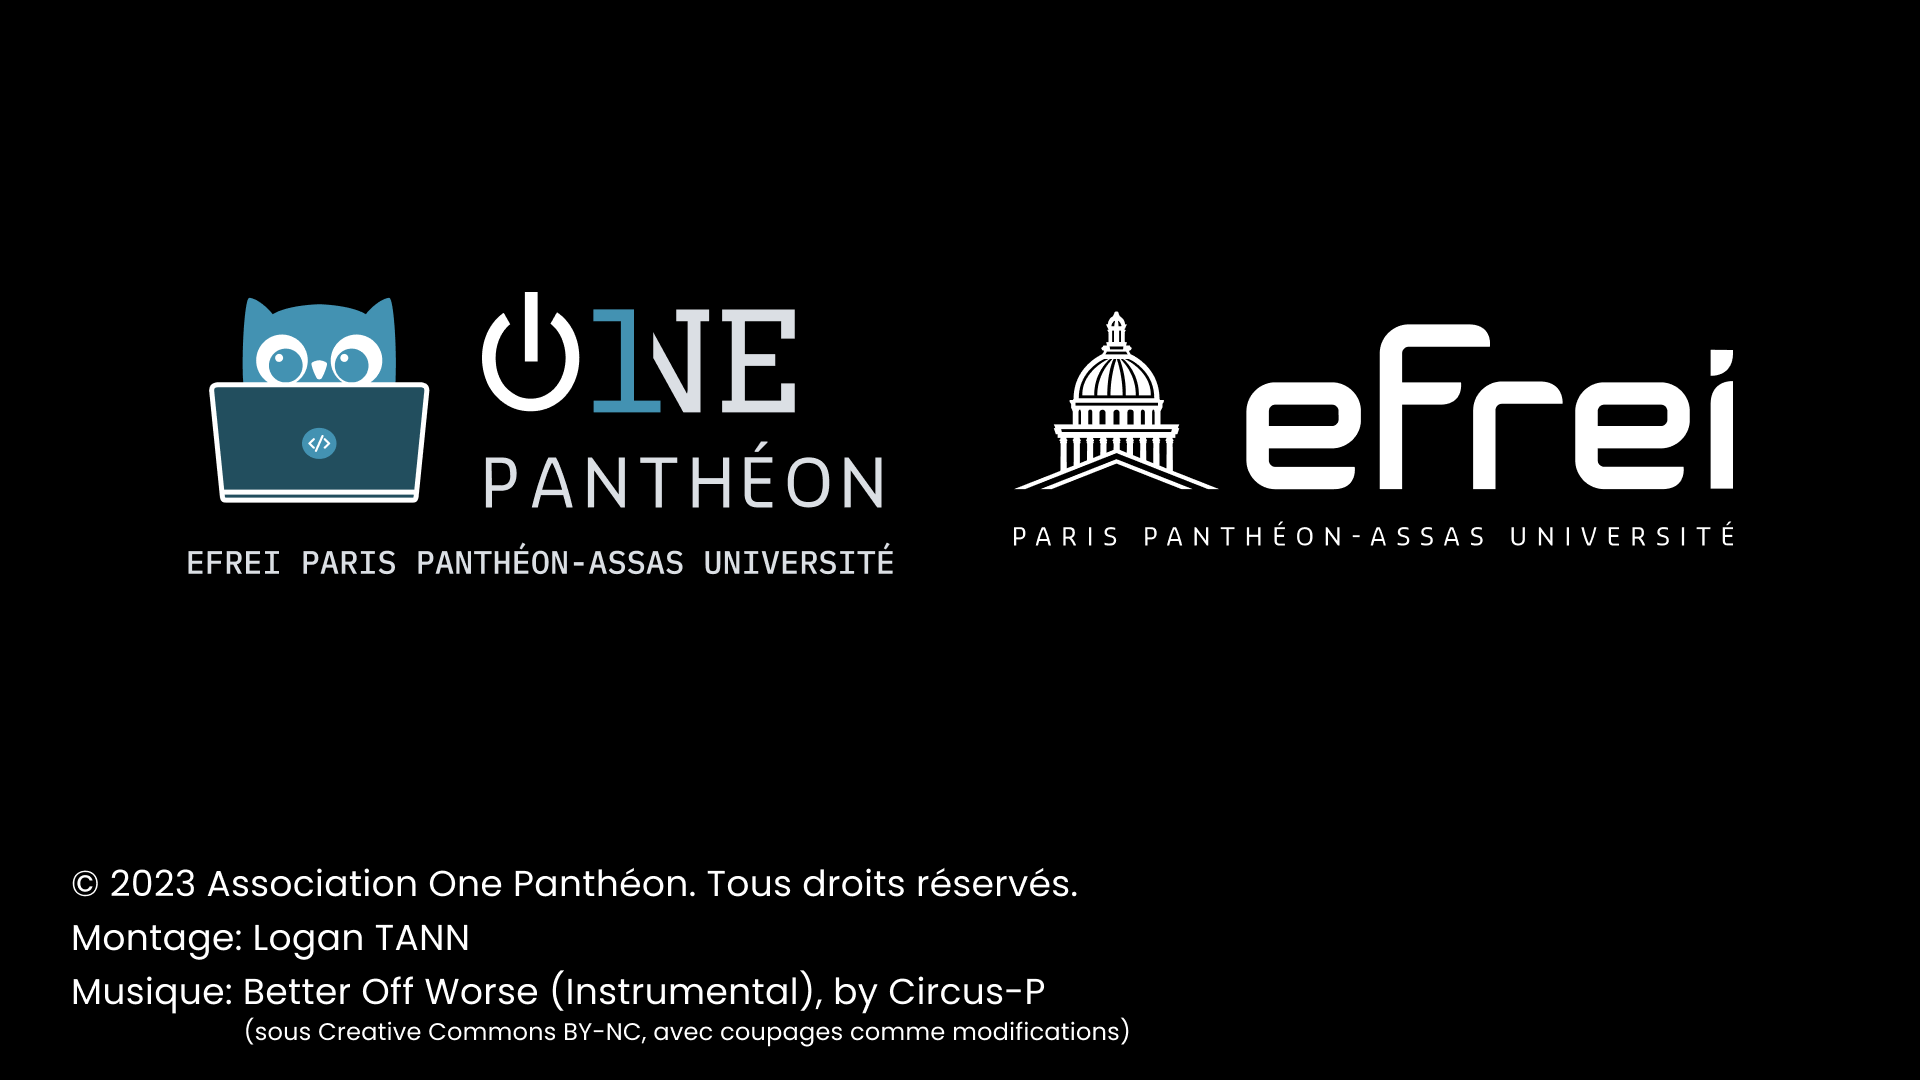 ONE
PANTHÉON
EFREI PARIS PANTHÉON-ASSAS UNIVERSITÉ
</>
efrei
PARIS PANTHÉON-ASSAS UNIVERSITÉ
© 2023 Association One Panthéon. Tous droits réservés.
Montage: Logan TANN
Musique: Better Off Worse (Instrumental), by Circus-P
(sous Creative Commons BY-NC, avec coupages comme modifications)